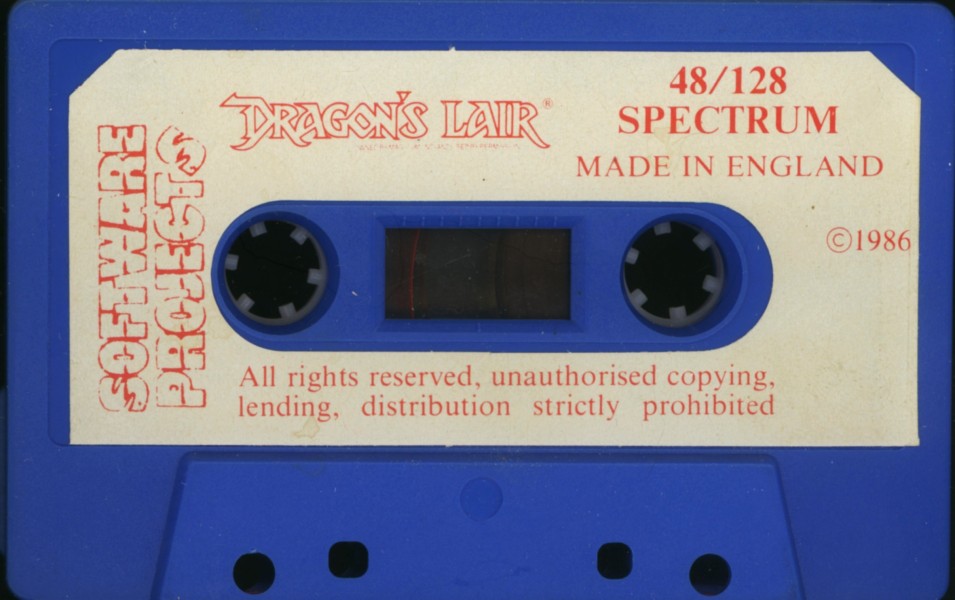 DRAGON'S LAIR®
48/128
SPECTRUM
MADE IN ENGLAND
SOFTWARE
PROJECTS
©1986
All rights reserved, unauthorised copying,
lending, distribution strictly prohibited